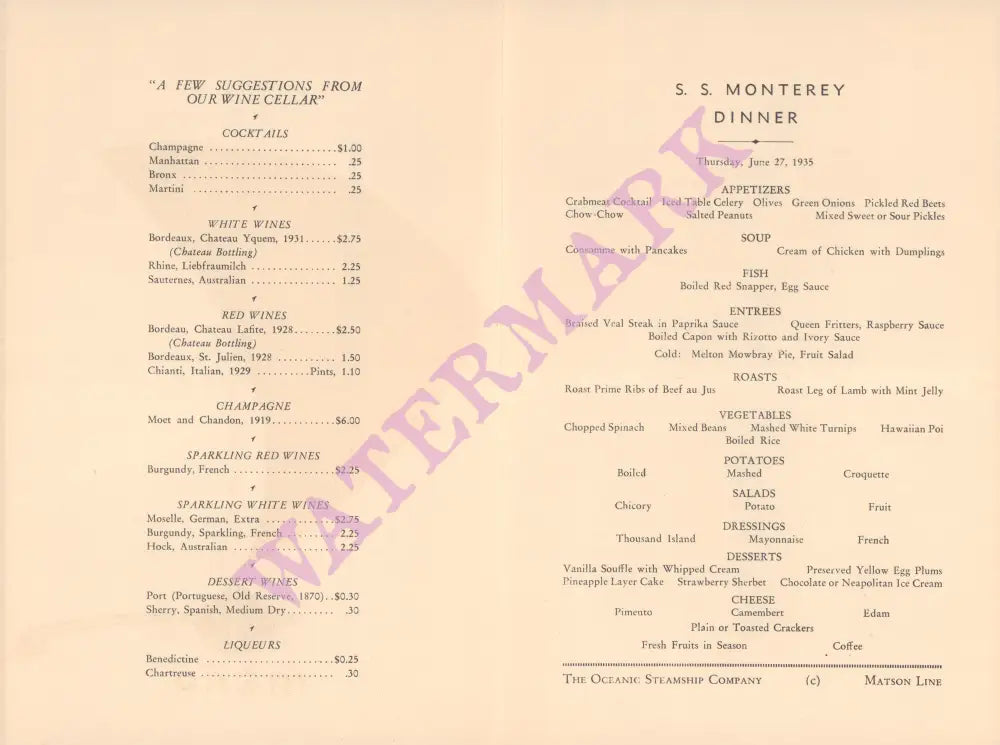 "A FEW SUGGESTIONS FROM
OUR WINE CELLAR"
COCKTAILS
Champagne ........................$1.00
Manhattan ......................... .25
Bronx ............................. .25
Martini ........................... .25
WHITE WINES
Bordeaux, Chateau Yquem, 1931......$2.75
(Chateau Bottling)
Rhine, Liebfraumilch ................ 2.25
Sauternes, Australian ................ 1.25
RED WINES
Bordeau, Chateau Lafite, 1928........$2.50
(Chateau Bottling)
Bordeaux, St. Julien, 1928 ........... 1.50
Chianti, Italian, 1929 ..........Pints, 1.10
CHAMPAGNE
Moet and Chandon, 1919............$6.00
SPARKLING RED WINES
Burgundy, French ...................$2.25
SPARKLING WHITE WINES
Moselle, German, Extra .............$2.75
Burgundy, Sparkling, French ......... 2.25
Hock, Australian .................... 2.25
DESSERT WINES
Port (Portuguese, Old Reserve, 1870)..$0.30
Sherry, Spanish, Medium Dry......... .30
LIQUEURS
Benedictine ........................$0.25
Chartreuse ......................... .30
S. S. MONTEREY
DINNER
Thursday, June 27, 1935
APPETIZERS
Crabmeat Cocktail Iced Table Celery Olives Green Onions Pickled Red Beets
Chow-Chow Salted Peanuts Mixed Sweet or Sour Pickles
SOUP
Consomme with Pancakes Cream of Chicken with Dumplings
FISH
Boiled Red Snapper, Egg Sauce
ENTREES
Braised Veal Steak in Paprika Sauce Queen Fritters, Raspberry Sauce
Boiled Capon with Rizotto and Ivory Sauce
Cold: Melton Mowbray Pie, Fruit Salad
ROASTS
Roast Prime Ribs of Beef au Jus Roast Leg of Lamb with Mint Jelly
VEGETABLES
Chopped Spinach Mixed Beans Mashed White Turnips Hawaiian Poi
Boiled Rice
POTATOES
Boiled Mashed Croquette
SALADS
Chicory Potato Fruit
DRESSINGS
Thousand Island Mayonnaise French
DESSERTS
Vanilla Souffle with Whipped Cream Preserved Yellow Egg Plums
Pineapple Layer Cake Strawberry Sherbet Chocolate or Neapolitan Ice Cream
CHEESE
Pimento Camembert Edam
Plain or Toasted Crackers
Fresh Fruits in Season Coffee
THE OCEANIC STEAMSHIP COMPANY (c) MATSON LINE
WATERMARK